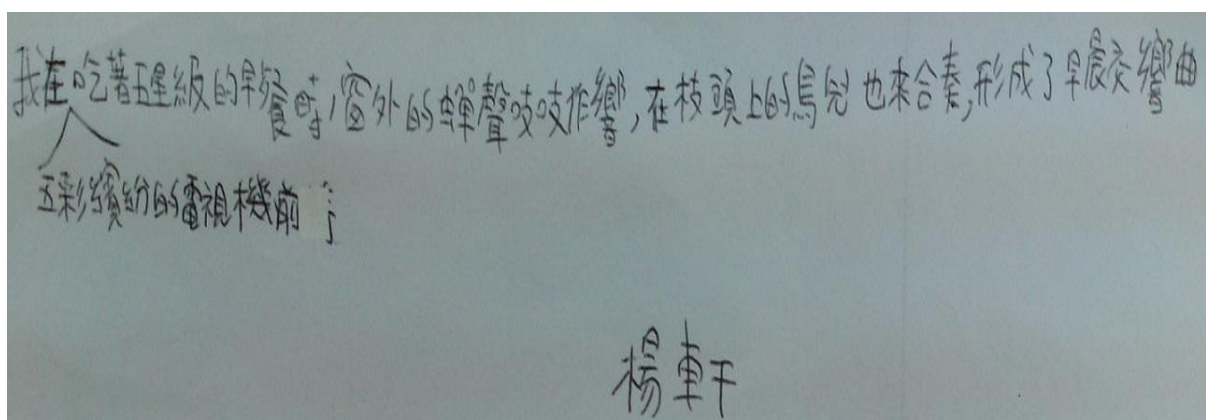 我在吃著五星級的早餐時,窗外的蟬聲吱吱作響,在枝頭上的鳥兒也來合奏,形成了早晨交響曲
五彩繽紛的電視機前
楊軒